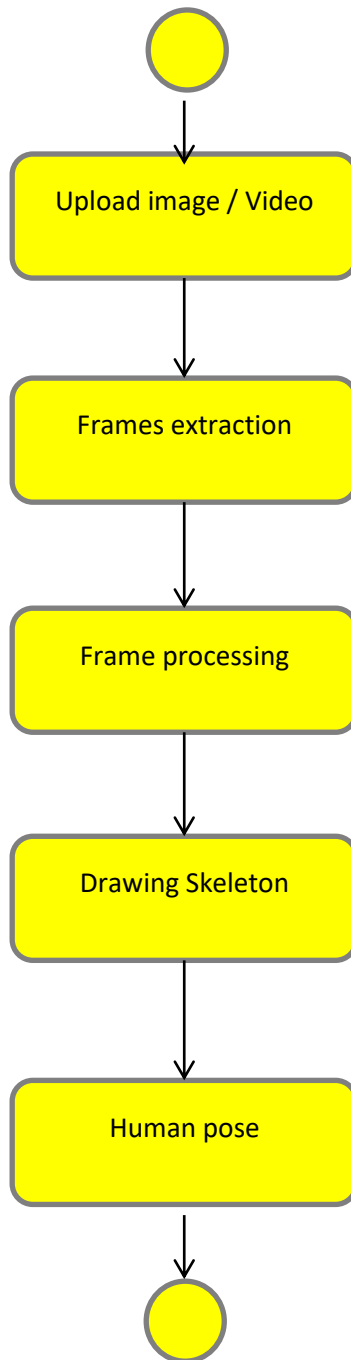 Upload image / Video
Frames extraction
Frame processing
Drawing Skeleton
Human pose